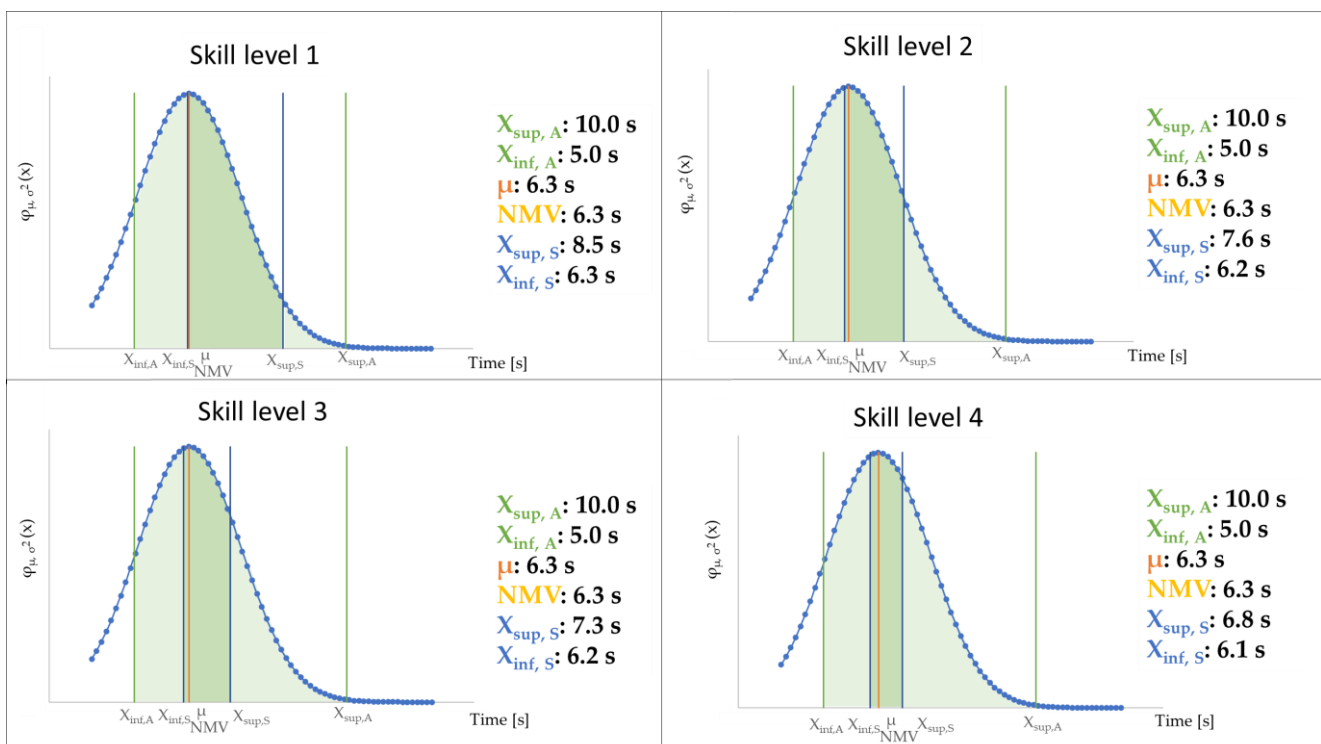 Skill level 1
φμ, σ² (x)
Xsup, A: 10.0 s
Xinf, A: 5.0 s
μ: 6.3 s
NMV: 6.3 s
Xsup, S: 8.5 s
Xinf, S: 6.3 s
Xinf,A Xinf,S μ Xsup,S Xsup,A
NMV
Time [s]
Skill level 2
φμ, σ² (x)
Xsup, A: 10.0 s
Xinf, A: 5.0 s
μ: 6.3 s
NMV: 6.3 s
Xsup, S: 7.6 s
Xinf, S: 6.2 s
Xinf,A Xinf,S μ Xsup,S Xsup,A
NMV
Time [s]
Skill level 3
φμ, σ² (x)
Xsup, A: 10.0 s
Xinf, A: 5.0 s
μ: 6.3 s
NMV: 6.3 s
Xsup, S: 7.3 s
Xinf, S: 6.2 s
Xinf,A Xinf,S μ Xsup,S Xsup,A
NMV
Time [s]
Skill level 4
φμ, σ² (x)
Xsup, A: 10.0 s
Xinf, A: 5.0 s
μ: 6.3 s
NMV: 6.3 s
Xsup, S: 6.8 s
Xinf, S: 6.1 s
Xinf,A Xinf,S μ Xsup,S Xsup,A
NMV
Time [s]